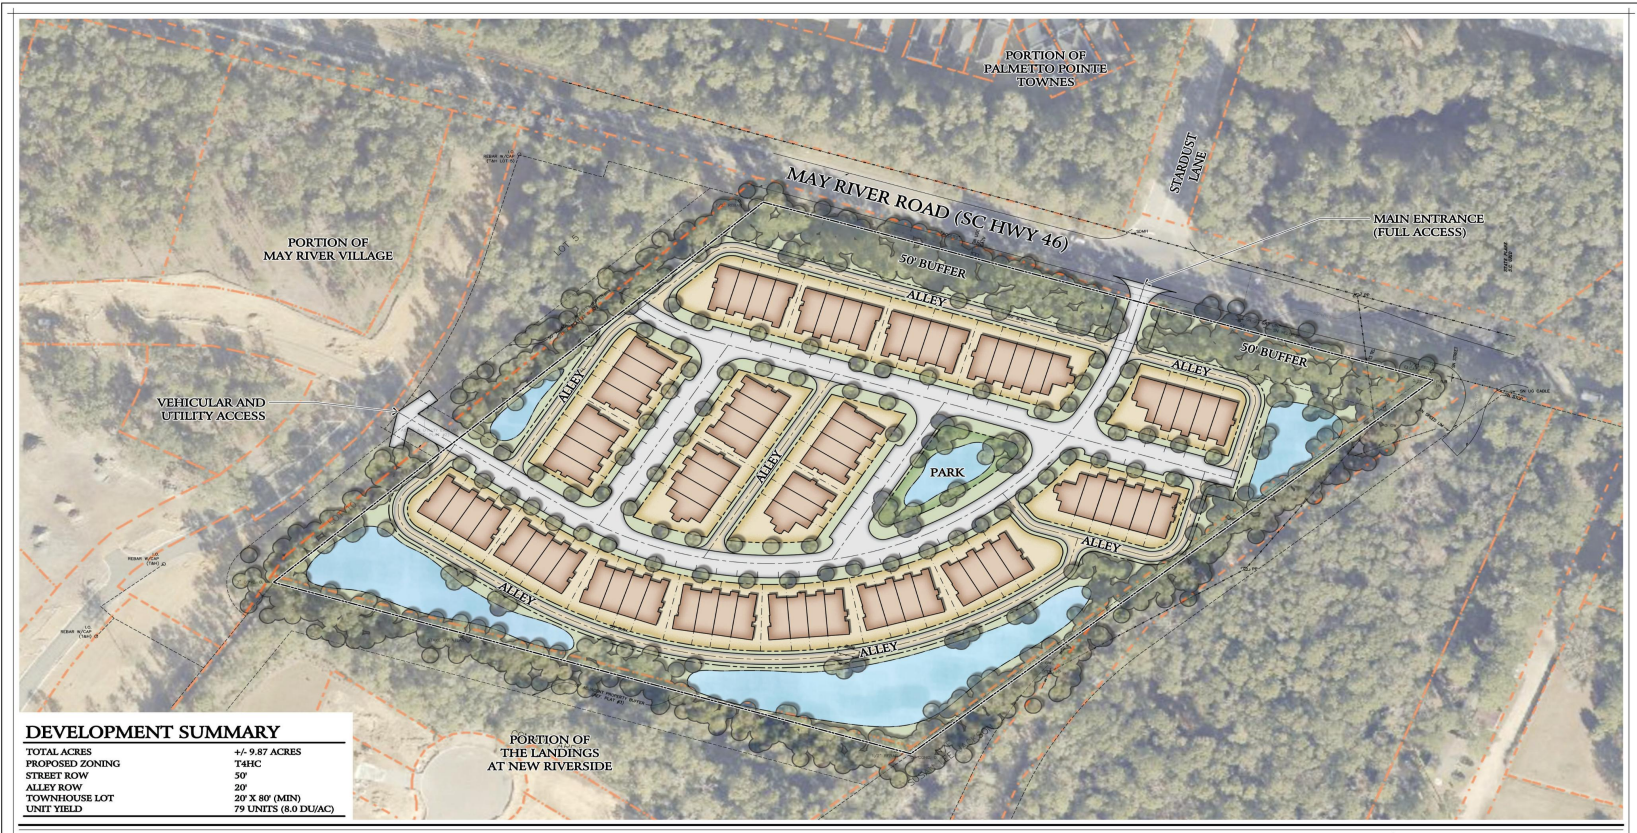 PORTION OF
PALMETTO POINTE
TOWNES
STARDUST
LANE
MAY RIVER ROAD (SC HWY 46)
MAIN ENTRANCE
(FULL ACCESS)
PORTION OF
MAY RIVER VILLAGE
50' BUFFER
ALLEY
50' BUFFER
ALLEY
ALLEY
VEHICULAR AND
UTILITY ACCESS
ALLEY
PARK
ALLEY
ALLEY
ALLEY
PORTION OF
THE LANDINGS
AT NEW RIVERSIDE
DEVELOPMENT SUMMARY
TOTAL ACRES +/- 9.87 ACRES
PROPOSED ZONING T4HC
STREET ROW 50'
ALLEY ROW 20'
TOWNHOUSE LOT 20' X 80' (MIN)
UNIT YIELD 79 UNITS (8.0 DU/AC)